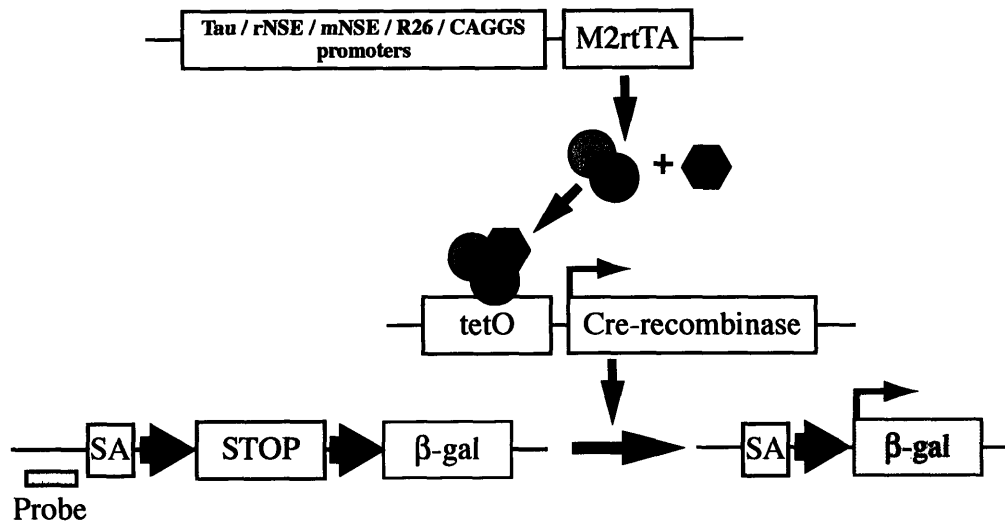 Tau / rNSE / mNSE / R26 / CAGGS
promoters
M2rtTA
+
tetO
Cre-recombinase
SA
STOP
β-gal
SA
β-gal
Probe